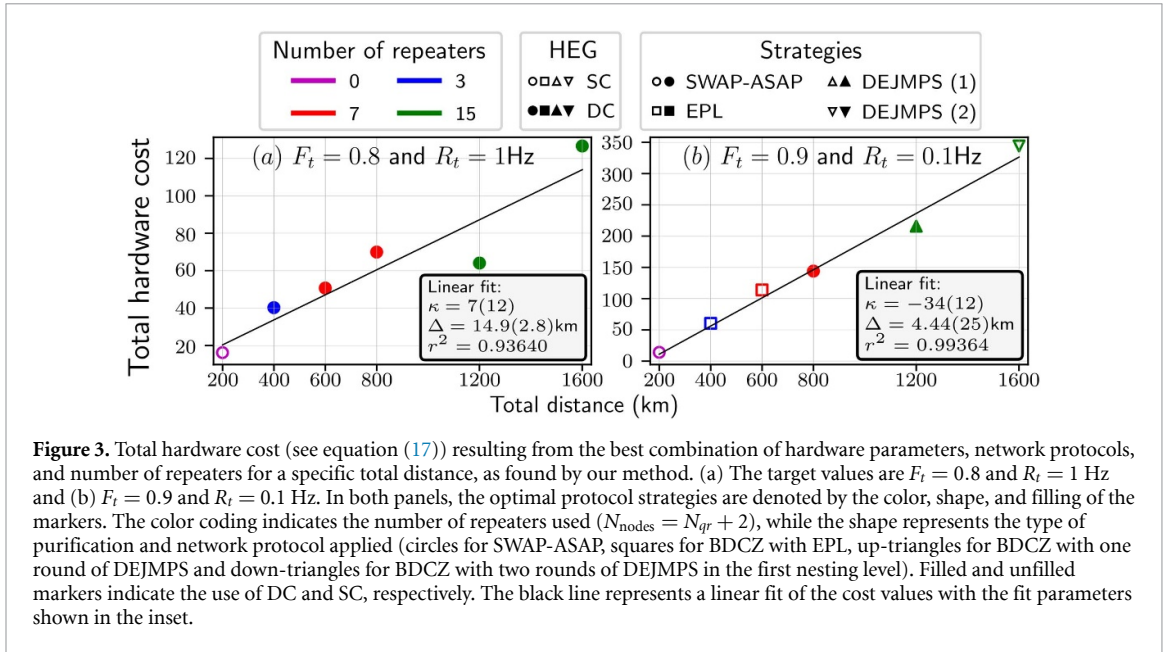 Number of repeaters
0
3
7
15
HEG
SC
DC
Strategies
SWAP-ASAP
DEJMPS (1)
EPL
DEJMPS (2)
Total hardware cost
(a) F_t = 0.8 and R_t = 1Hz
120
100
80
60
40
20
Linear fit:
κ = 7(12)
Δ = 14.9(2.8)km
r² = 0.93640
200 400 600 800 1200 1600
(b) F_t = 0.9 and R_t = 0.1Hz
350
300
250
200
150
100
50
0
Linear fit:
κ = −34(12)
Δ = 4.44(25)km
r² = 0.99364
200 400 600 800 1200 1600
Total distance (km)
Figure 3. Total hardware cost (see equation (17)) resulting from the best combination of hardware parameters, network protocols,
and number of repeaters for a specific total distance, as found by our method. (a) The target values are F_t = 0.8 and R_t = 1 Hz
and (b) F_t = 0.9 and R_t = 0.1 Hz. In both panels, the optimal protocol strategies are denoted by the color, shape, and filling of the
markers. The color coding indicates the number of repeaters used (N_nodes = N_qr + 2), while the shape represents the type of
purification and network protocol applied (circles for SWAP-ASAP, squares for BDCZ with EPL, up-triangles for BDCZ with one
round of DEJMPS and down-triangles for BDCZ with two rounds of DEJMPS in the first nesting level). Filled and unfilled
markers indicate the use of DC and SC, respectively. The black line represents a linear fit of the cost values with the fit parameters
shown in the inset.